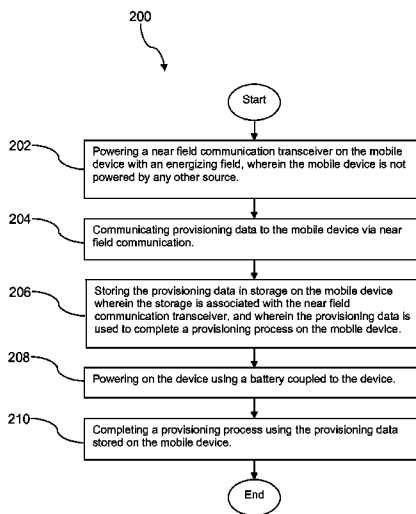 200
Start
202
Powering a near field communication transceiver on the mobile
device with an energizing field, wherein the mobile device is not
powered by any other source.
204
Communicating provisioning data to the mobile device via near
field communication.
206
Storing the provisioning data in storage on the mobile device
wherein the storage is associated with the near field
communication transceiver, and wherein the provisioning data is
used to complete a provisioning process on the mobile device.
208
Powering on the device using a battery coupled to the device.
210
Completing a provisioning process using the provisioning data
stored on the mobile device.
End